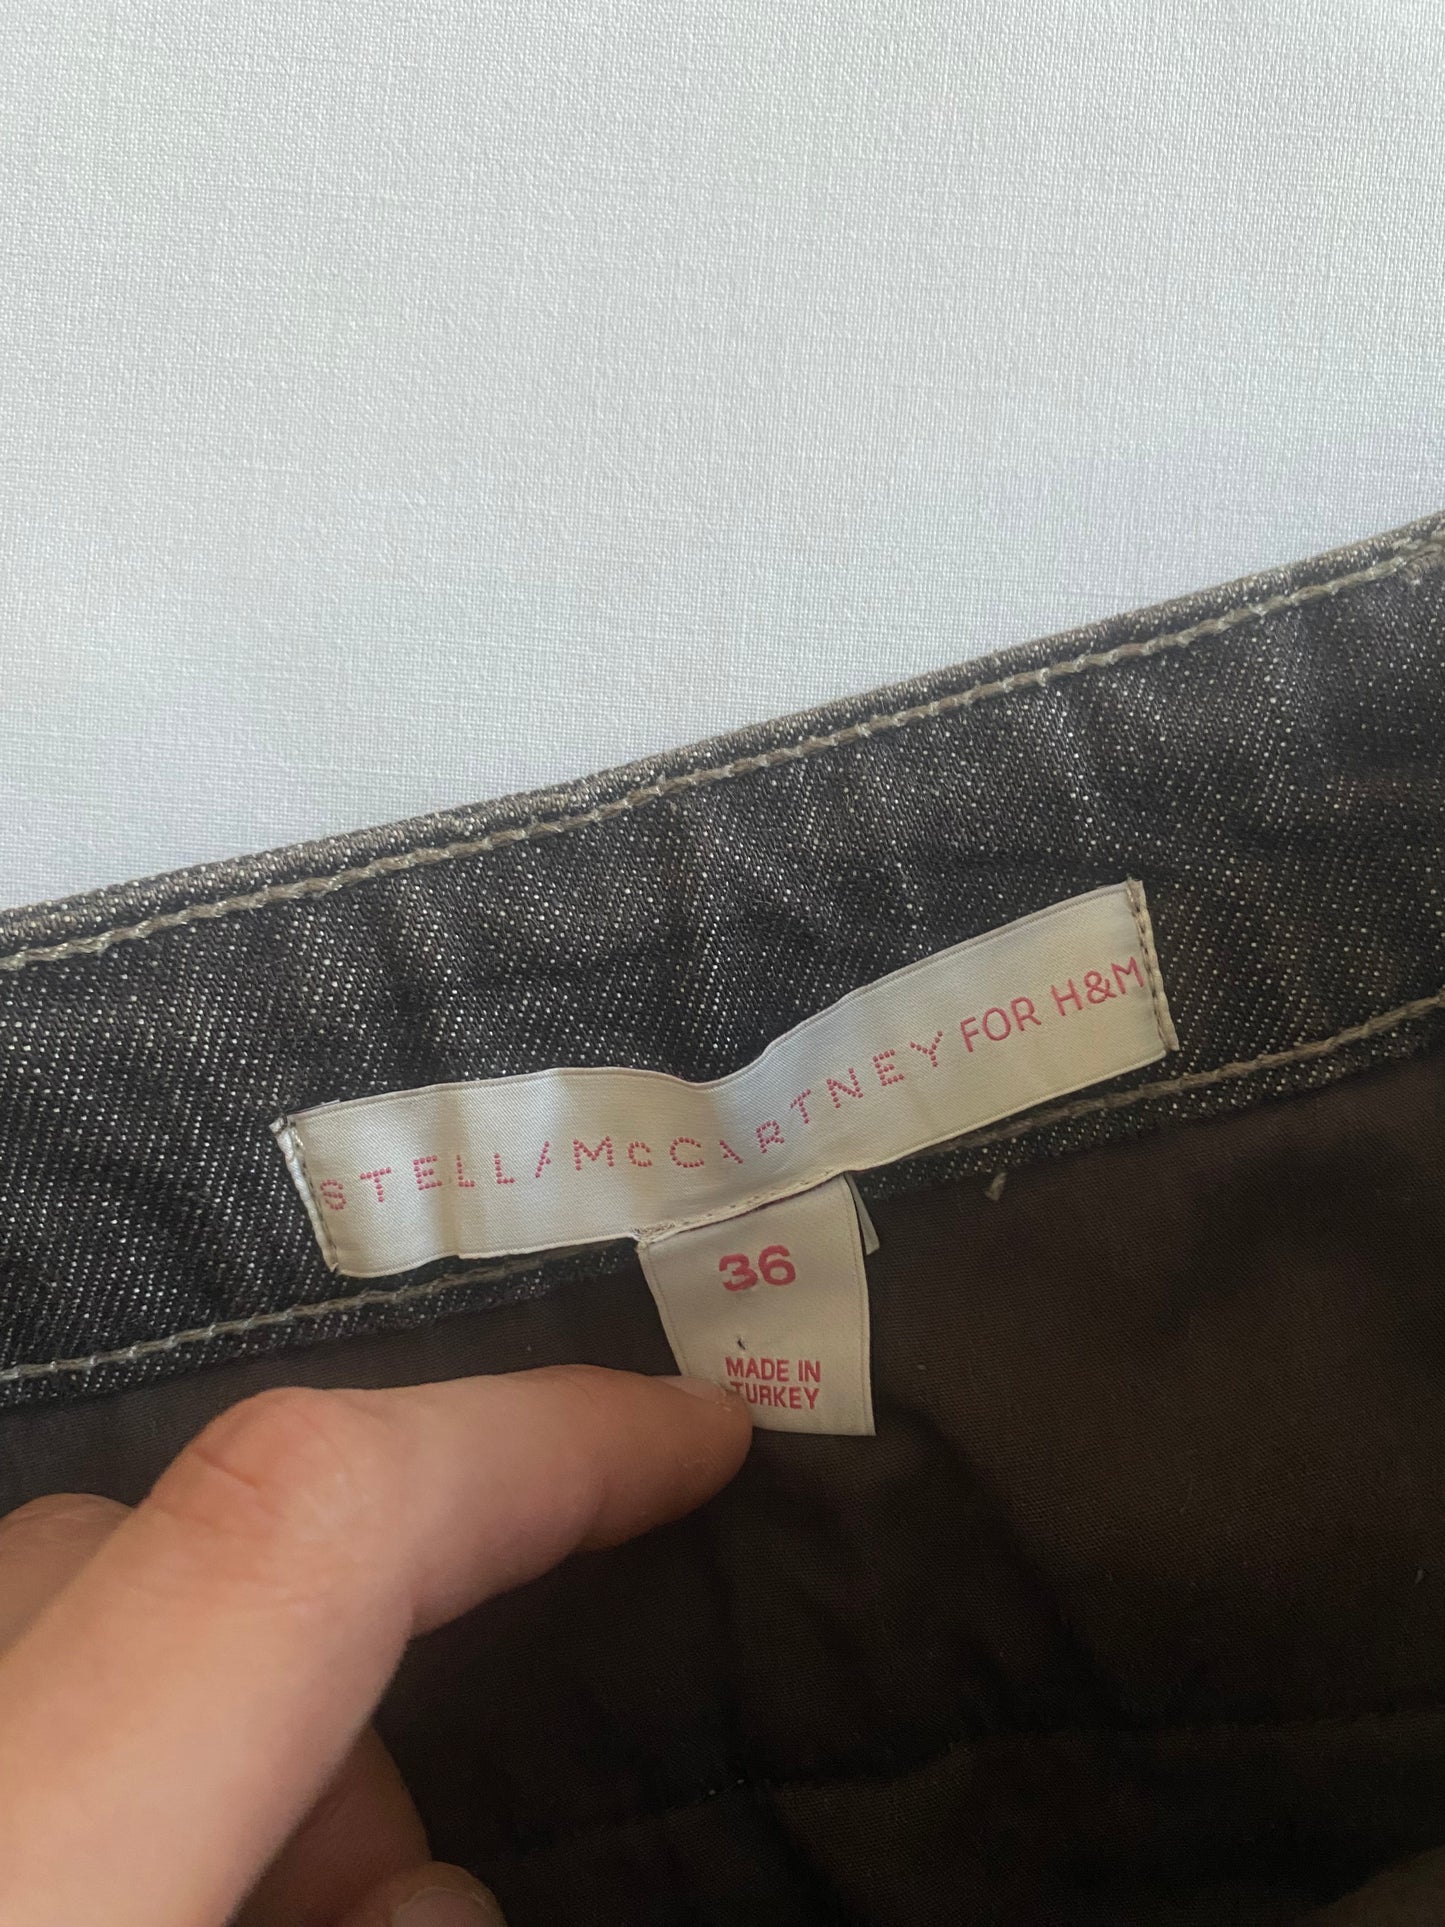 STELLA McCARTNEY FOR H&M
36
MADE IN
TURKEY